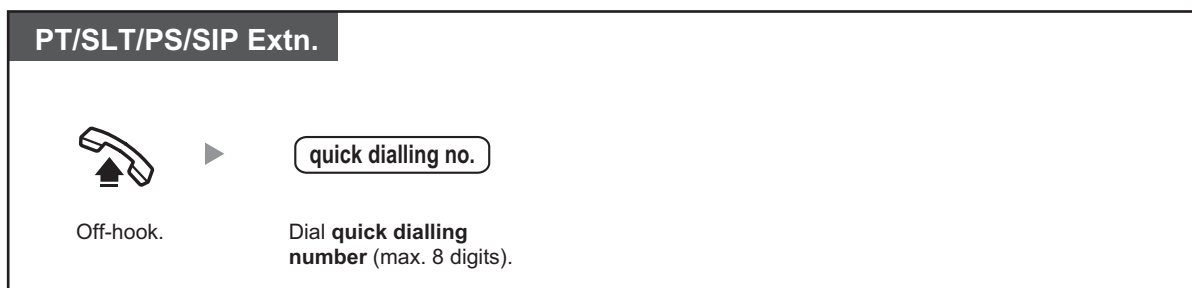 PT/SLT/PS/SIP Extn.
quick dialling no.
Off-hook.
Dial quick dialling
number (max. 8 digits).